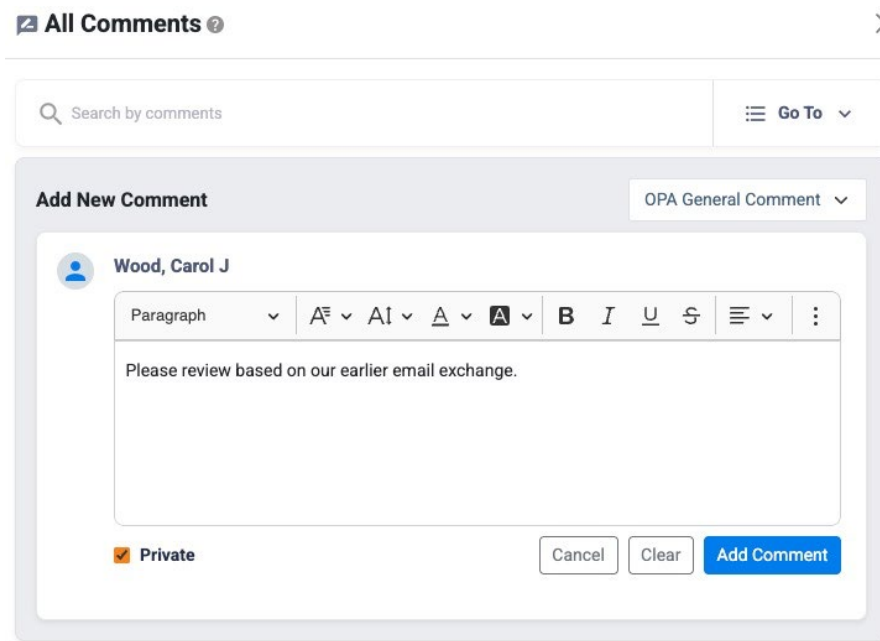 All Comments
Search by comments
Go To
Add New Comment
OPA General Comment
Wood, Carol J
Paragraph
B I U S
Please review based on our earlier email exchange.
Private
Cancel
Clear
Add Comment